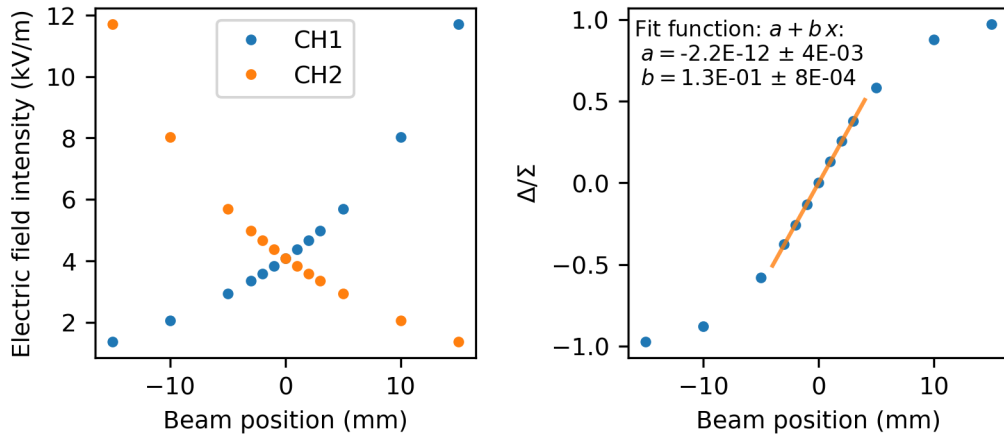 12
10
8
6
4
2
Electric field intensity (kV/m)
CH1
CH2
−10
0
10
Beam position (mm)
1.0
0.5
0.0
−0.5
−1.0
Δ/Σ
Fit function: a + b x:
a = -2.2E-12 ± 4E-03
b = 1.3E-01 ± 8E-04
−10
0
10
Beam position (mm)